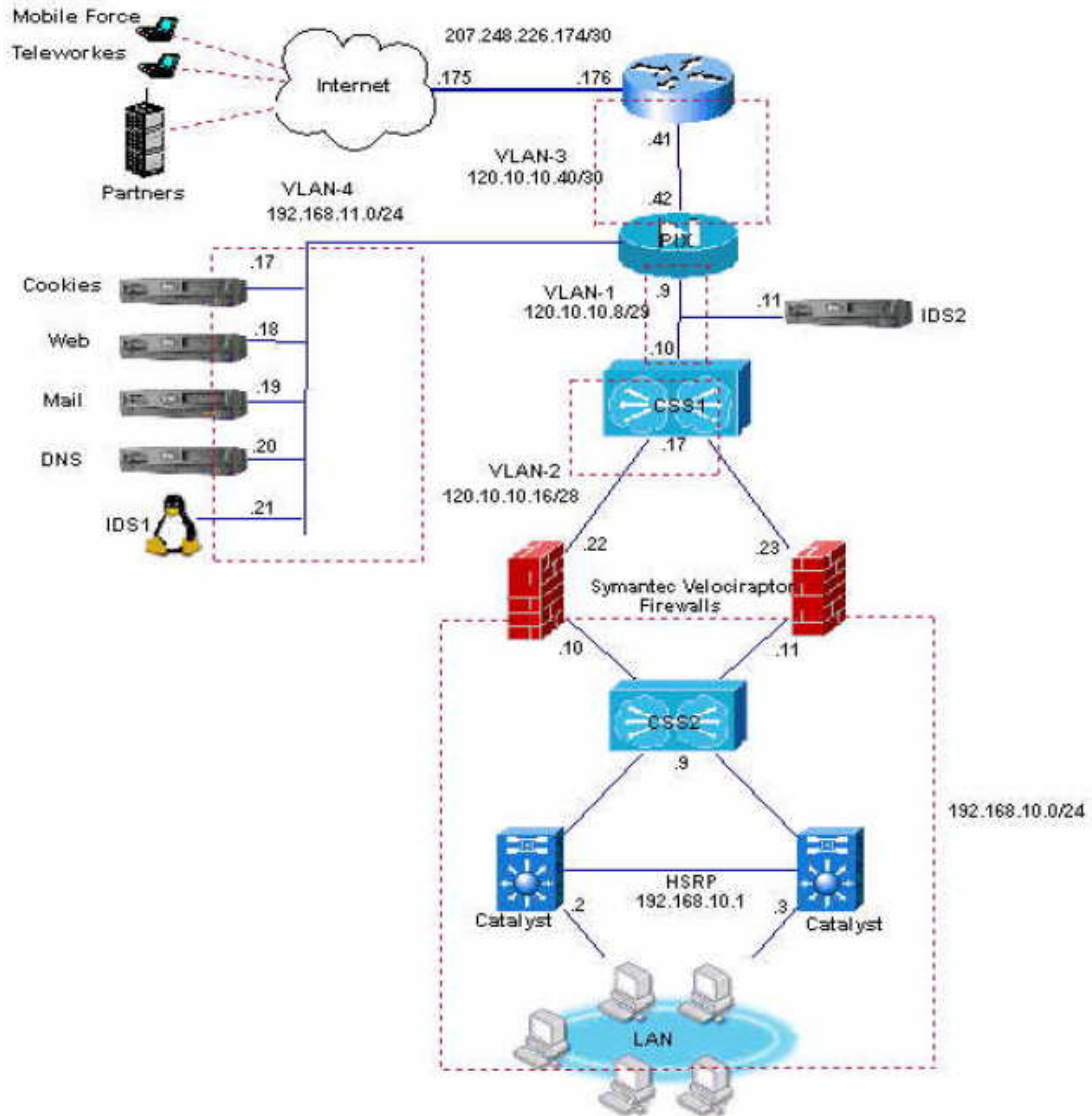 Mobile Force
Teleworkes
Partners
Internet
207.248.226.174/30
.175
.176
.41
VLAN-3
120.10.10.40/30
.42
PIX
VLAN-4
192.168.11.0/24
Cookies
.17
Web
.18
Mail
.19
DNS
.20
IDS1
.21
VLAN-1
120.10.10.8/29
.9
.11
IDS2
.10
CSS1
.17
VLAN-2
120.10.10.16/28
.22
.23
Symantec Velociraptor
Firewalls
.10
.11
CSS2
.9
192.168.10.0/24
HSRP
192.168.10.1
.2
.3
Catalyst
Catalyst
LAN